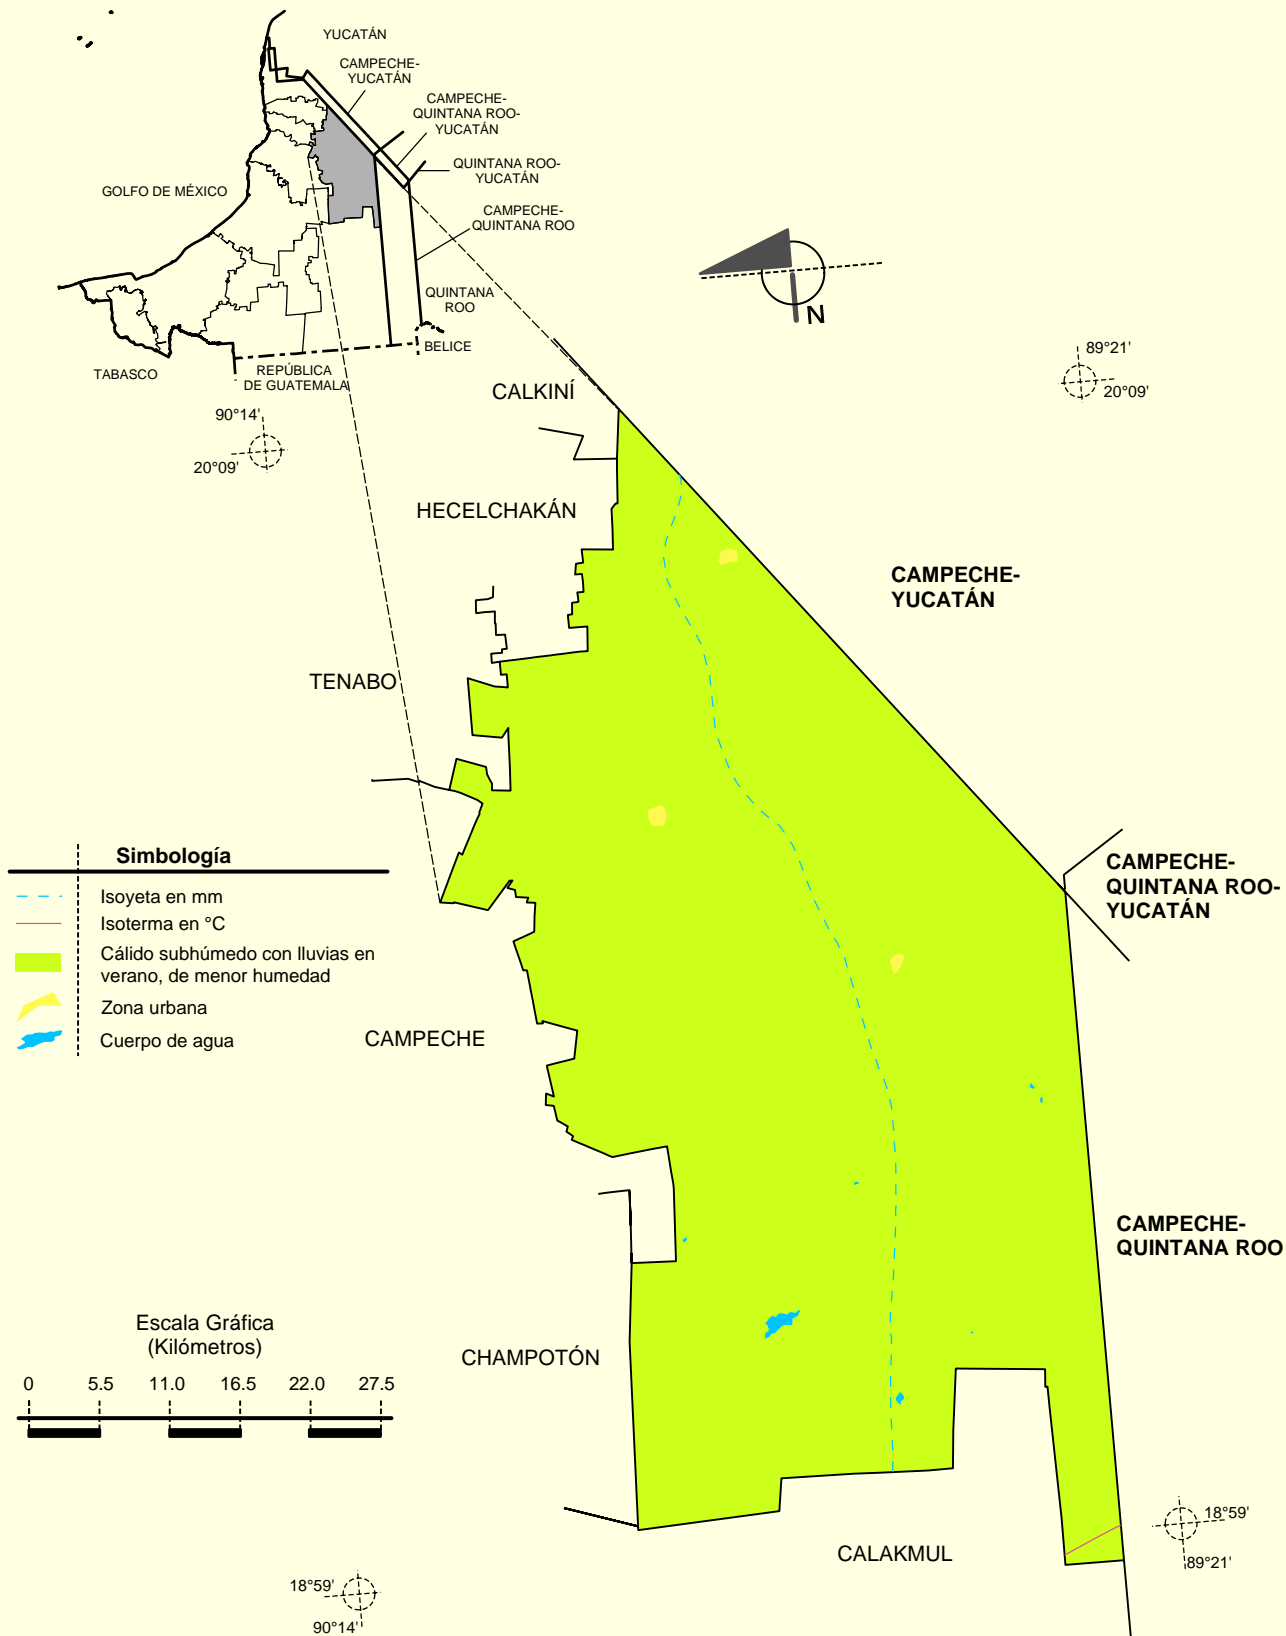 YUCATÁN
CAMPECHE-
YUCATÁN
CAMPECHE-
QUINTANA ROO-
YUCATÁN
QUINTANA ROO-
YUCATÁN
GOLFO DE MÉXICO
CAMPECHE-
QUINTANA ROO
QUINTANA
ROO
BELICE
TABASCO
REPÚBLICA
DE GUATEMALA
N
90°14'
20°09'
89°21'
20°09'
CALKINÍ
HECELCHAKÁN
CAMPECHE-
YUCATÁN
TENABO
Simbología
Isoyeta en mm
Isoterma en °C
Cálido subhúmedo con lluvias en
verano, de menor humedad
Zona urbana
Cuerpo de agua
CAMPECHE-
QUINTANA ROO-
YUCATÁN
CAMPECHE
CAMPECHE-
QUINTANA ROO
Escala Gráfica
(Kilómetros)
0 5.5 11.0 16.5 22.0 27.5
CHAMPOTÓN
CALAKMUL
18°59'
89°21'
18°59'
90°14'